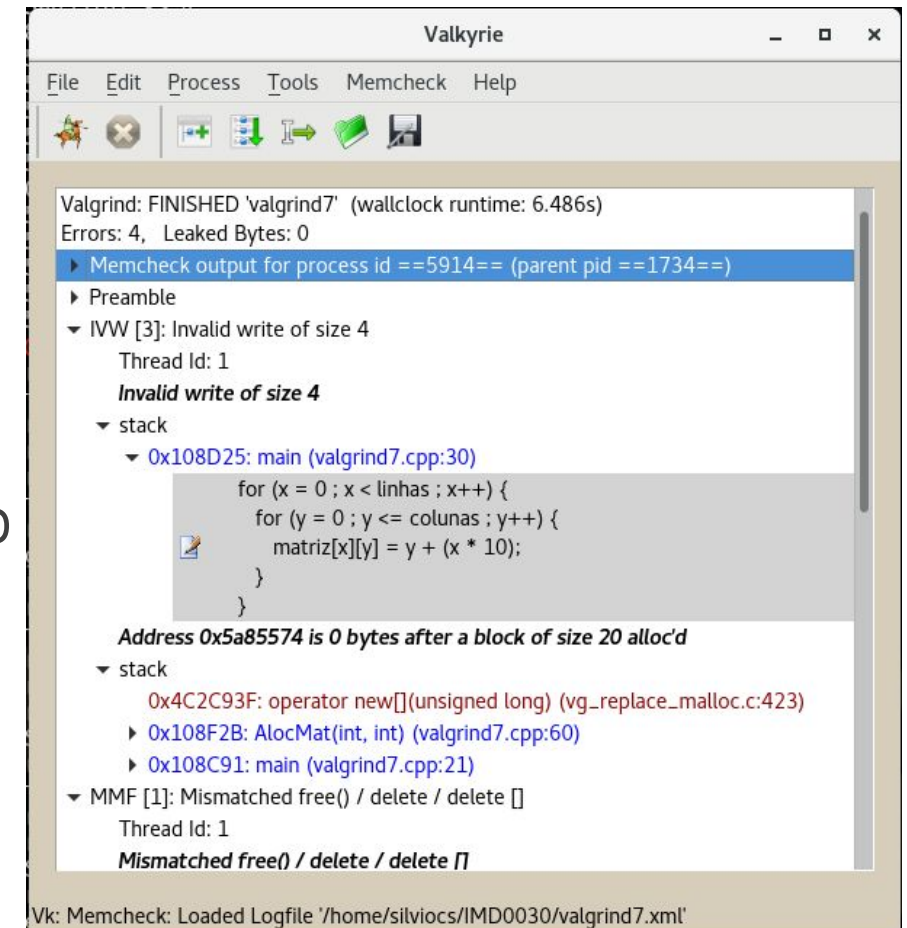 Valkyrie
File Edit Process Tools Memcheck Help
Valgrind: FINISHED 'valgrind7' (wallclock runtime: 6.486s)
Errors: 4, Leaked Bytes: 0
Memcheck output for process id ==5914== (parent pid ==1734==)
Preamble
IVW [3]: Invalid write of size 4
Thread Id: 1
Invalid write of size 4
stack
0x108D25: main (valgrind7.cpp:30)
for (x = 0 ; x < linhas ; x++) {
for (y = 0 ; y <= colunas ; y++) {
matriz[x][y] = y + (x * 10);
}
}
Address 0x5a85574 is 0 bytes after a block of size 20 alloc'd
stack
0x4C2C93F: operator new[](unsigned long) (vg_replace_malloc.c:423)
0x108F2B: AlocMat(int, int) (valgrind7.cpp:60)
0x108C91: main (valgrind7.cpp:21)
MMF [1]: Mismatched free() / delete / delete []
Thread Id: 1
Mismatched free() / delete / delete []
Vk: Memcheck: Loaded Logfile '/home/silviocs/IMD0030/valgrind7.xml'